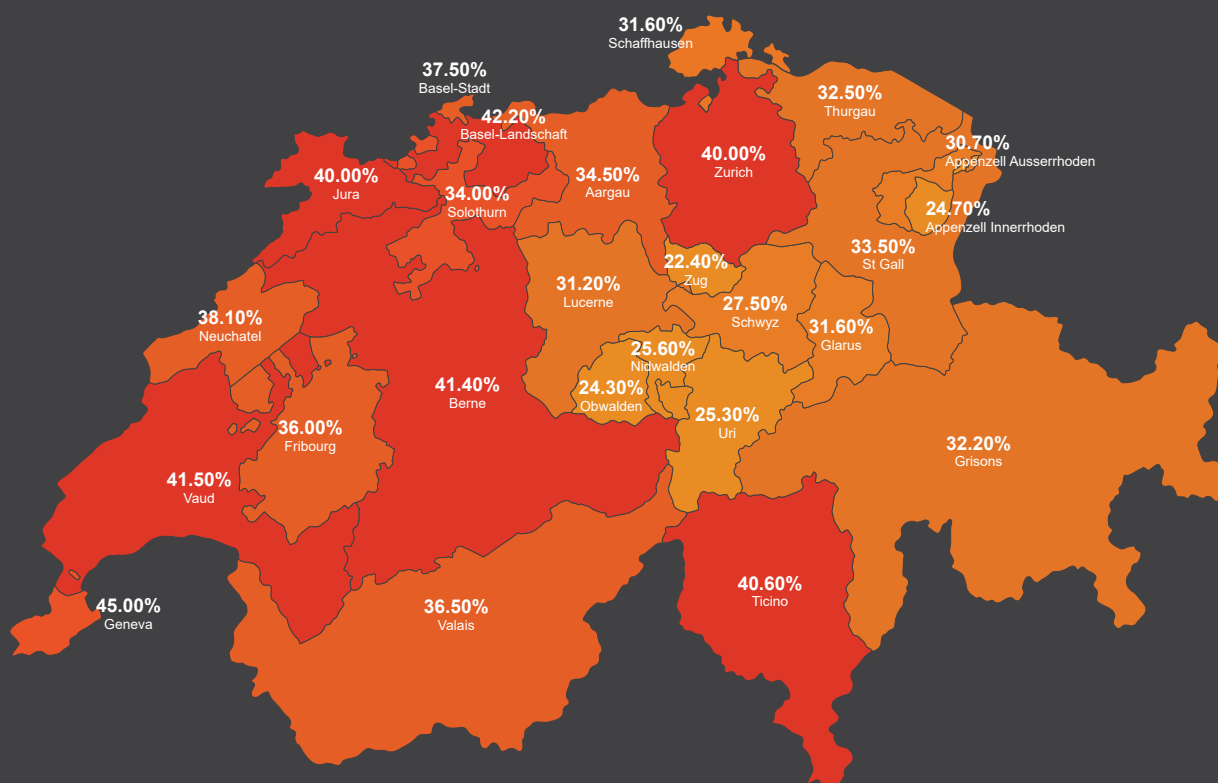 31.60%
Schaffhausen
37.50%
Basel-Stadt
32.50%
Thurgau
42.20%
Basel-Landschaft
30.70%
Appenzell Ausserrhoden
40.00%
Zurich
40.00%
Jura
34.50%
Aargau
34.00%
Solothurn
24.70%
Appenzell Innerrhoden
33.50%
St Gall
22.40%
Zug
31.20%
Lucerne
27.50%
Schwyz
38.10%
Neuchatel
31.60%
Glarus
25.60%
Nidwalden
41.40%
Berne
24.30%
Obwalden
25.30%
Uri
36.00%
Fribourg
32.20%
Grisons
41.50%
Vaud
40.60%
Ticino
45.00%
Geneva
36.50%
Valais